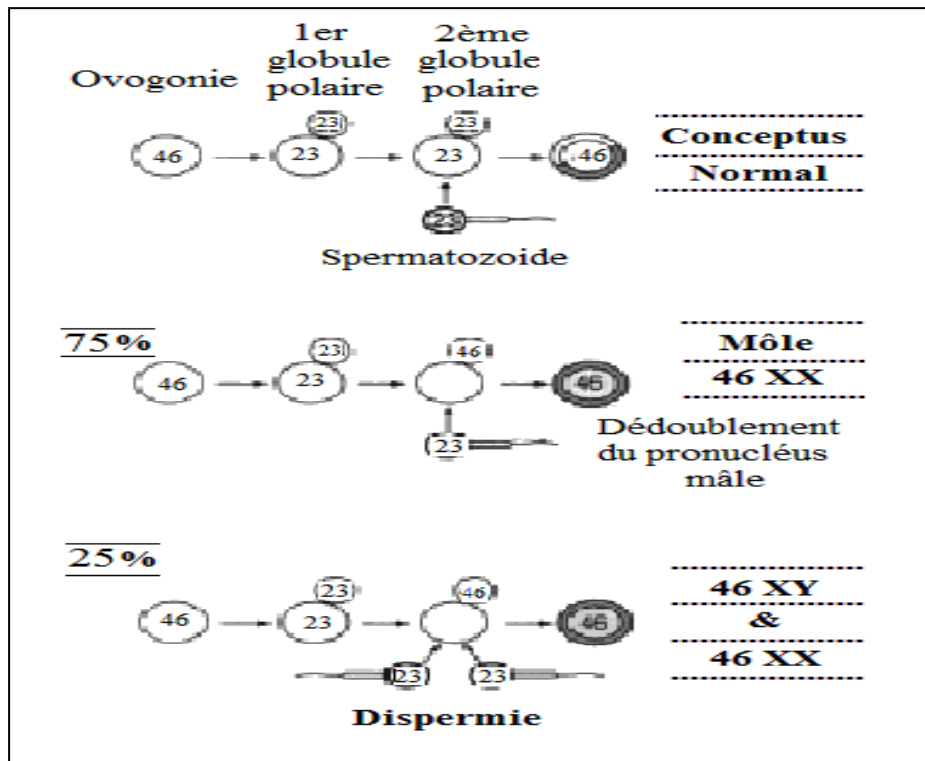 1er
globule
polaire
2ème
globule
polaire
Ovogonie
23
23
46
23
23
46
Conceptus
Normal
23
Spermatozoide
75%
23
46
46
23
46
Môle
46 XX
23
Dédoublement
du pronucléus
mâle
25%
23
46
46
23
46
46 XY
&
46 XX
23
23
Dispermie